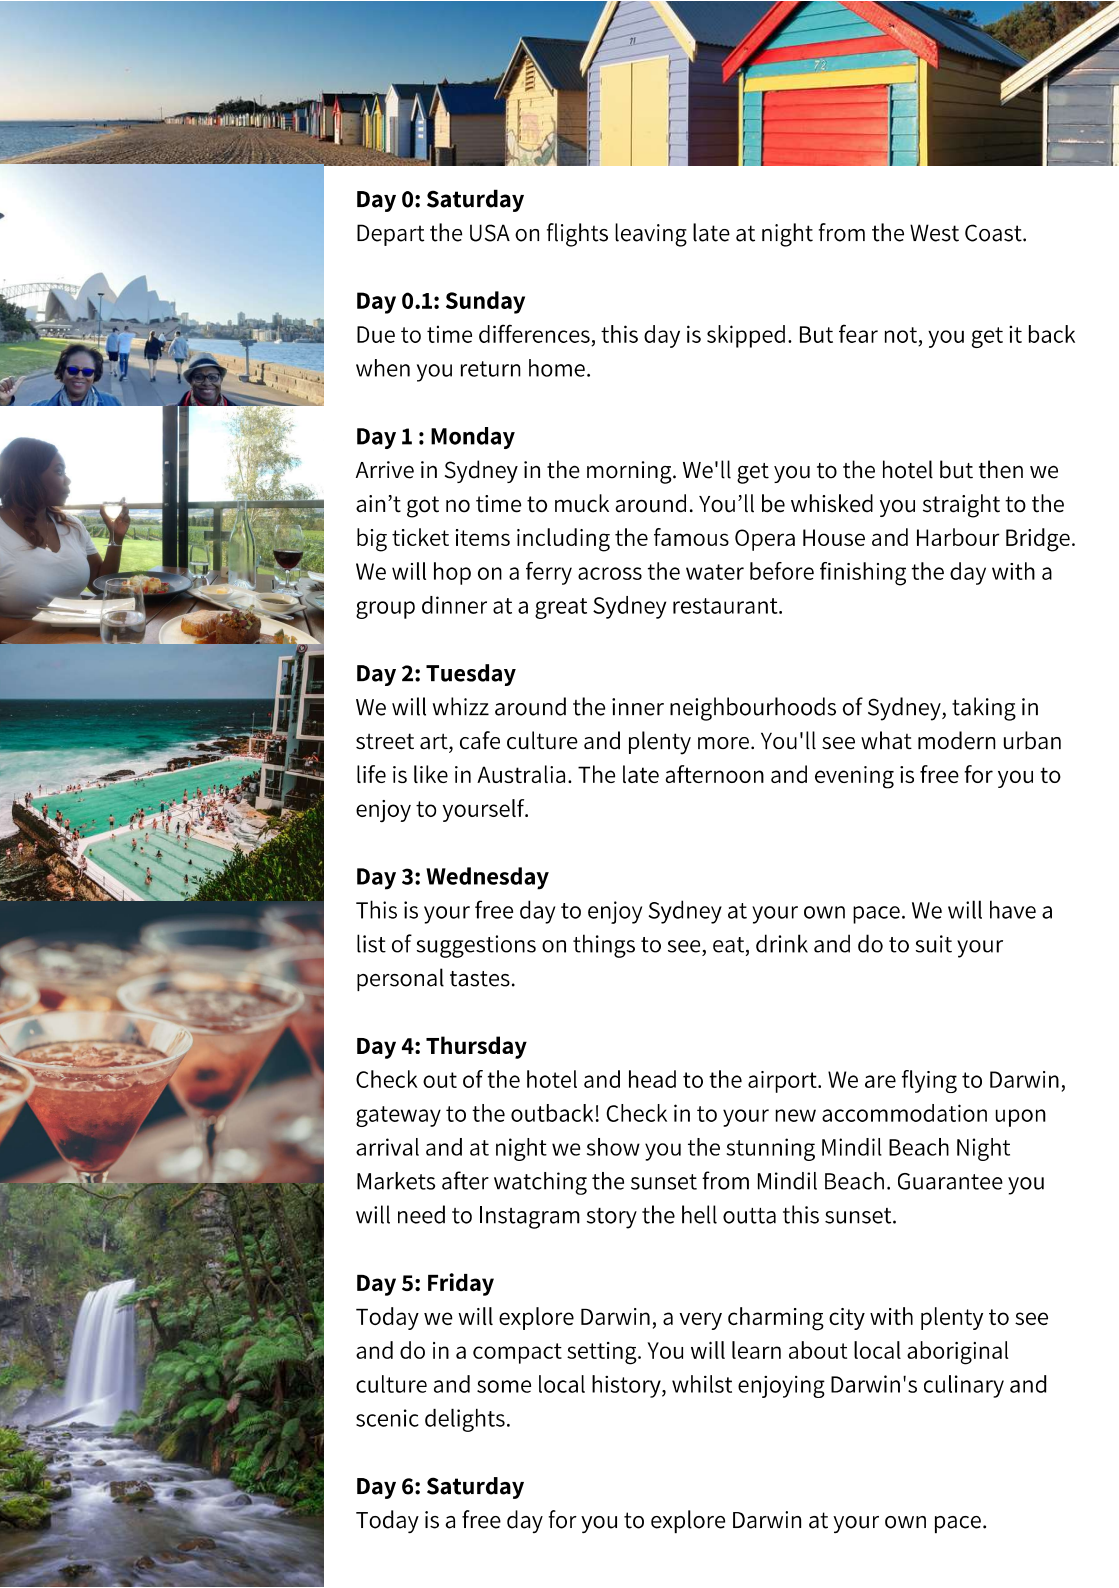 71
72
Day 0: Saturday
Depart the USA on flights leaving late at night from the West Coast.
Day 0.1: Sunday
Due to time differences, this day is skipped. But fear not, you get it back
when you return home.
Day 1 : Monday
Arrive in Sydney in the morning. We'll get you to the hotel but then we
ain’t got no time to muck around. You’ll be whisked you straight to the
big ticket items including the famous Opera House and Harbour Bridge.
We will hop on a ferry across the water before finishing the day with a
group dinner at a great Sydney restaurant.
Day 2: Tuesday
We will whizz around the inner neighbourhoods of Sydney, taking in
street art, cafe culture and plenty more. You'll see what modern urban
life is like in Australia. The late afternoon and evening is free for you to
enjoy to yourself.
Day 3: Wednesday
This is your free day to enjoy Sydney at your own pace. We will have a
list of suggestions on things to see, eat, drink and do to suit your
personal tastes.
Day 4: Thursday
Check out of the hotel and head to the airport. We are flying to Darwin,
gateway to the outback! Check in to your new accommodation upon
arrival and at night we show you the stunning Mindil Beach Night
Markets after watching the sunset from Mindil Beach. Guarantee you
will need to Instagram story the hell outta this sunset.
Day 5: Friday
Today we will explore Darwin, a very charming city with plenty to see
and do in a compact setting. You will learn about local aboriginal
culture and some local history, whilst enjoying Darwin's culinary and
scenic delights.
Day 6: Saturday
Today is a free day for you to explore Darwin at your own pace.